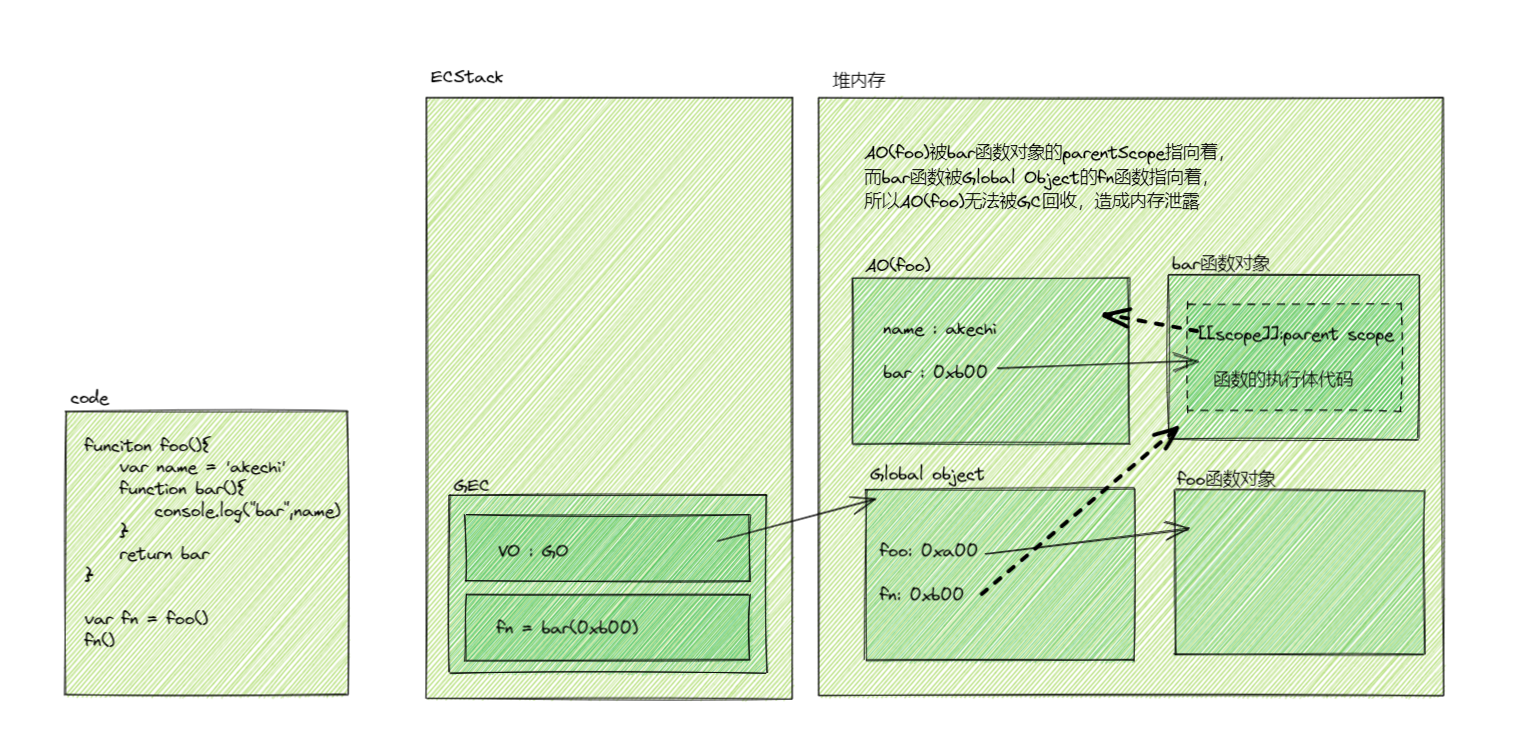 code
funciton foo(){
var name = 'akechi'
function bar(){
console.log("bar",name)
}
return bar
}
var fn = foo()
fn()
ECStack
GEC
VO : GO
fn = bar(0xb00)
堆内存
AO(foo)被bar函数对象的parentScope指向着，
而bar函数被Global Object的fn函数指向着，
所以AO(foo)无法被GC回收，造成内存泄露
AO(foo)
name : akechi
bar : 0xb00
bar函数对象
[[scope]]:parent scope
函数的执行体代码
Global object
foo: 0xa00
fn: 0xb00
foo函数对象